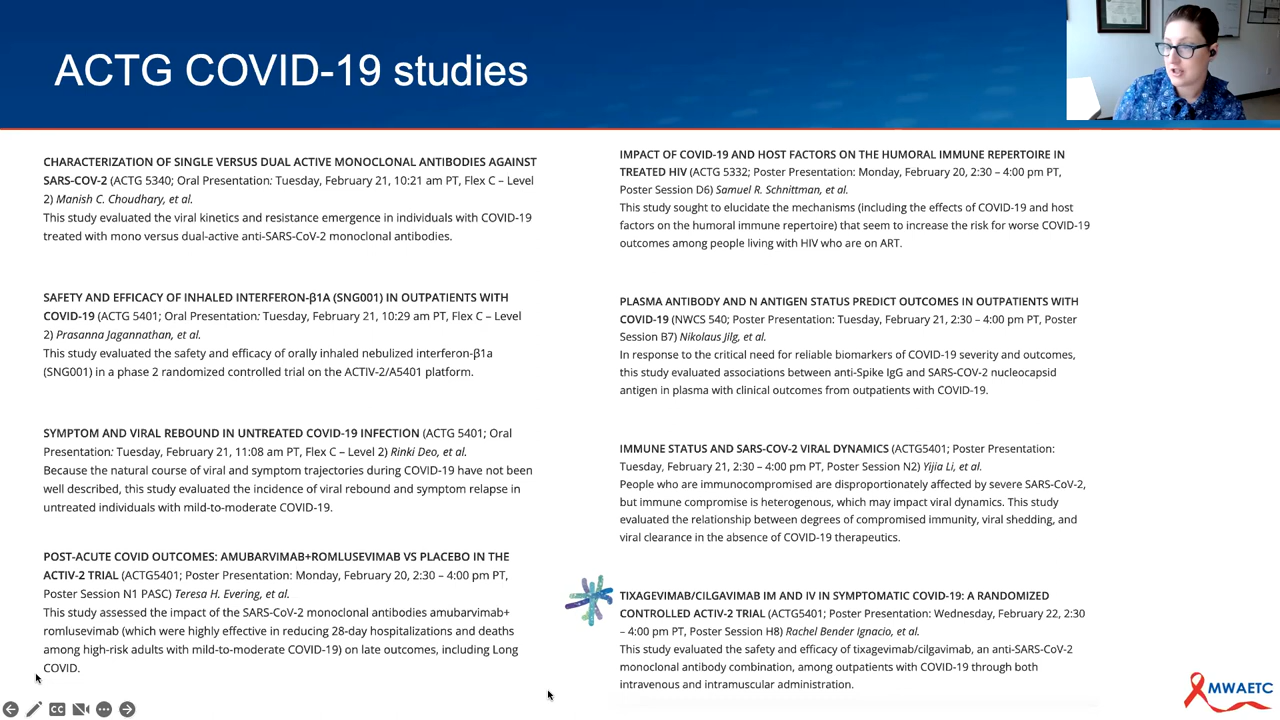 ACTG COVID-19 studies
CHARACTERIZATION OF SINGLE VERSUS DUAL ACTIVE MONOCLONAL ANTIBODIES AGAINST
SARS-COV-2 (ACTG 5340; Oral Presentation: Tuesday, February 21, 10:21 am PT, Flex C – Level
2) Manish C. Choudhary, et al.
This study evaluated the viral kinetics and resistance emergence in individuals with COVID-19
treated with mono versus dual-active anti-SARS-CoV-2 monoclonal antibodies.
SAFETY AND EFFICACY OF INHALED INTERFERON-β1A (SNG001) IN OUTPATIENTS WITH
COVID-19 (ACTG 5401; Oral Presentation: Tuesday, February 21, 10:29 am PT, Flex C – Level
2) Prasanna Jagannathan, et al.
This study evaluated the safety and efficacy of orally inhaled nebulized interferon-β1a
(SNG001) in a phase 2 randomized controlled trial on the ACTIV-2/A5401 platform.
SYMPTOM AND VIRAL REBOUND IN UNTREATED COVID-19 INFECTION (ACTG 5401; Oral
Presentation: Tuesday, February 21, 11:08 am PT, Flex C – Level 2) Rinki Deo, et al.
Because the natural course of viral and symptom trajectories during COVID-19 have not been
well described, this study evaluated the incidence of viral rebound and symptom relapse in
untreated individuals with mild-to-moderate COVID-19.
POST-ACUTE COVID OUTCOMES: AMUBARVIMAB+ROMLUSEVIMAB VS PLACEBO IN THE
ACTIV-2 TRIAL (ACTG5401; Poster Presentation: Monday, February 20, 2:30 – 4:00 pm PT,
Poster Session N1 PASC) Teresa H. Evering, et al.
This study assessed the impact of the SARS-CoV-2 monoclonal antibodies amubarvimab+
romlusevimab (which were highly effective in reducing 28-day hospitalizations and deaths
among high-risk adults with mild-to-moderate COVID-19) on late outcomes, including Long
COVID.
IMPACT OF COVID-19 AND HOST FACTORS ON THE HUMORAL IMMUNE REPERTOIRE IN
TREATED HIV (ACTG 5332; Poster Presentation: Monday, February 20, 2:30 – 4:00 pm PT,
Poster Session D6) Samuel R. Schnittman, et al.
This study sought to elucidate the mechanisms (including the effects of COVID-19 and host
factors on the humoral immune repertoire) that seem to increase the risk for worse COVID-19
outcomes among people living with HIV who are on ART.
PLASMA ANTIBODY AND N ANTIGEN STATUS PREDICT OUTCOMES IN OUTPATIENTS WITH
COVID-19 (NWCS 540; Poster Presentation: Tuesday, February 21, 2:30 – 4:00 pm PT, Poster
Session B7) Nikolaus Jilg, et al.
In response to the critical need for reliable biomarkers of COVID-19 severity and outcomes,
this study evaluated associations between anti-Spike IgG and SARS-COV-2 nucleocapsid
antigen in plasma with clinical outcomes from outpatients with COVID-19.
IMMUNE STATUS AND SARS-COV-2 VIRAL DYNAMICS (ACTG5401; Poster Presentation:
Tuesday, February 21, 2:30 – 4:00 pm PT, Poster Session N2) Yijia Li, et al.
People who are immunocompromised are disproportionately affected by severe SARS-CoV-2,
but immune compromise is heterogenous, which may impact viral dynamics. This study
evaluated the relationship between degrees of compromised immunity, viral shedding, and
viral clearance in the absence of COVID-19 therapeutics.
TIXAGEVIMAB/CILGAVIMAB IM AND IV IN SYMPTOMATIC COVID-19: A RANDOMIZED
CONTROLLED ACTIV-2 TRIAL (ACTG5401; Poster Presentation: Wednesday, February 22, 2:30
– 4:00 pm PT, Poster Session H8) Rachel Bender Ignacio, et al.
This study evaluated the safety and efficacy of tixagevimab/cilgavimab, an anti-SARS-CoV-2
monoclonal antibody combination, among outpatients with COVID-19 through both
intravenous and intramuscular administration.
CC
MWAETC